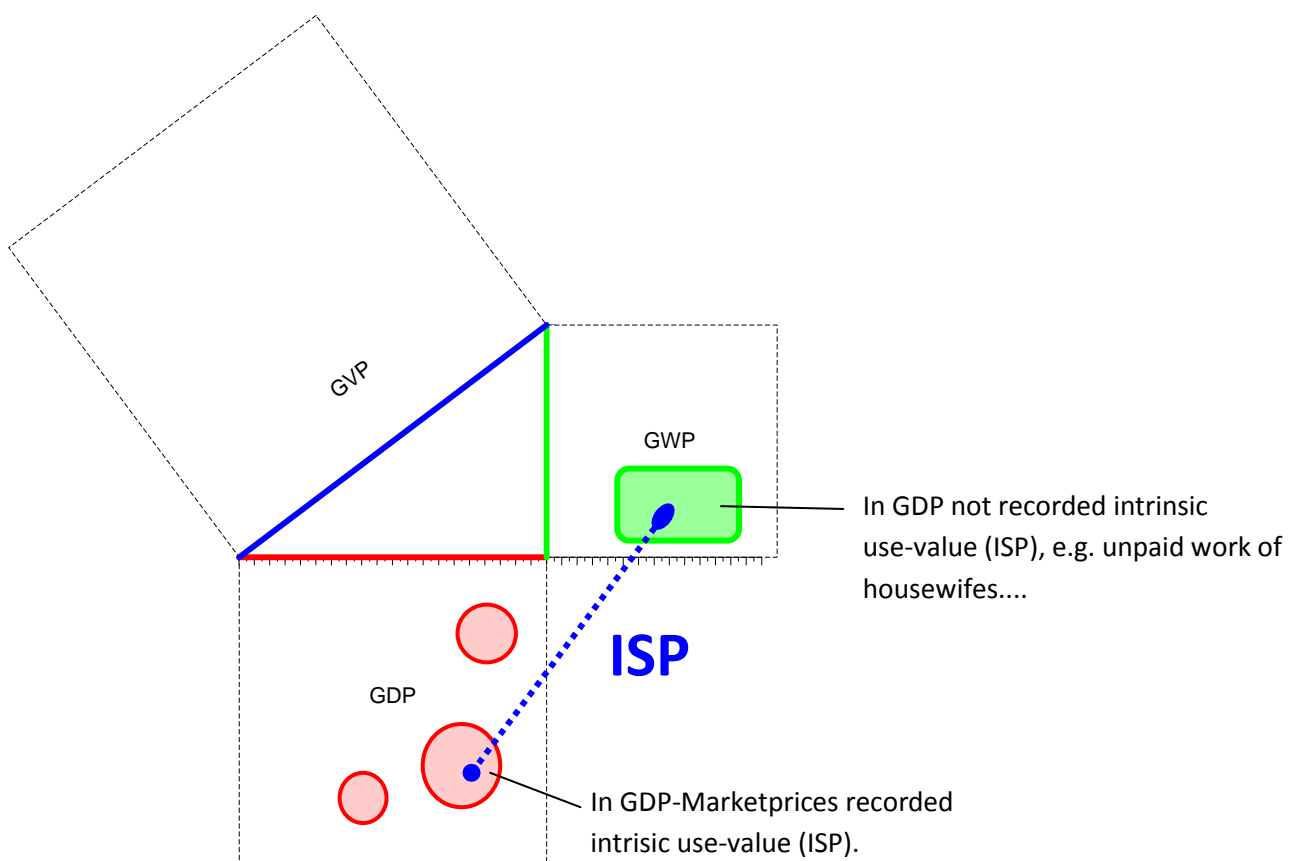 GVP
GWP
In GDP not recorded intrinsic
use-value (ISP), e.g. unpaid work of
housewifes....
ISP
GDP
In GDP-Marketprices recorded
intrisic use-value (ISP).